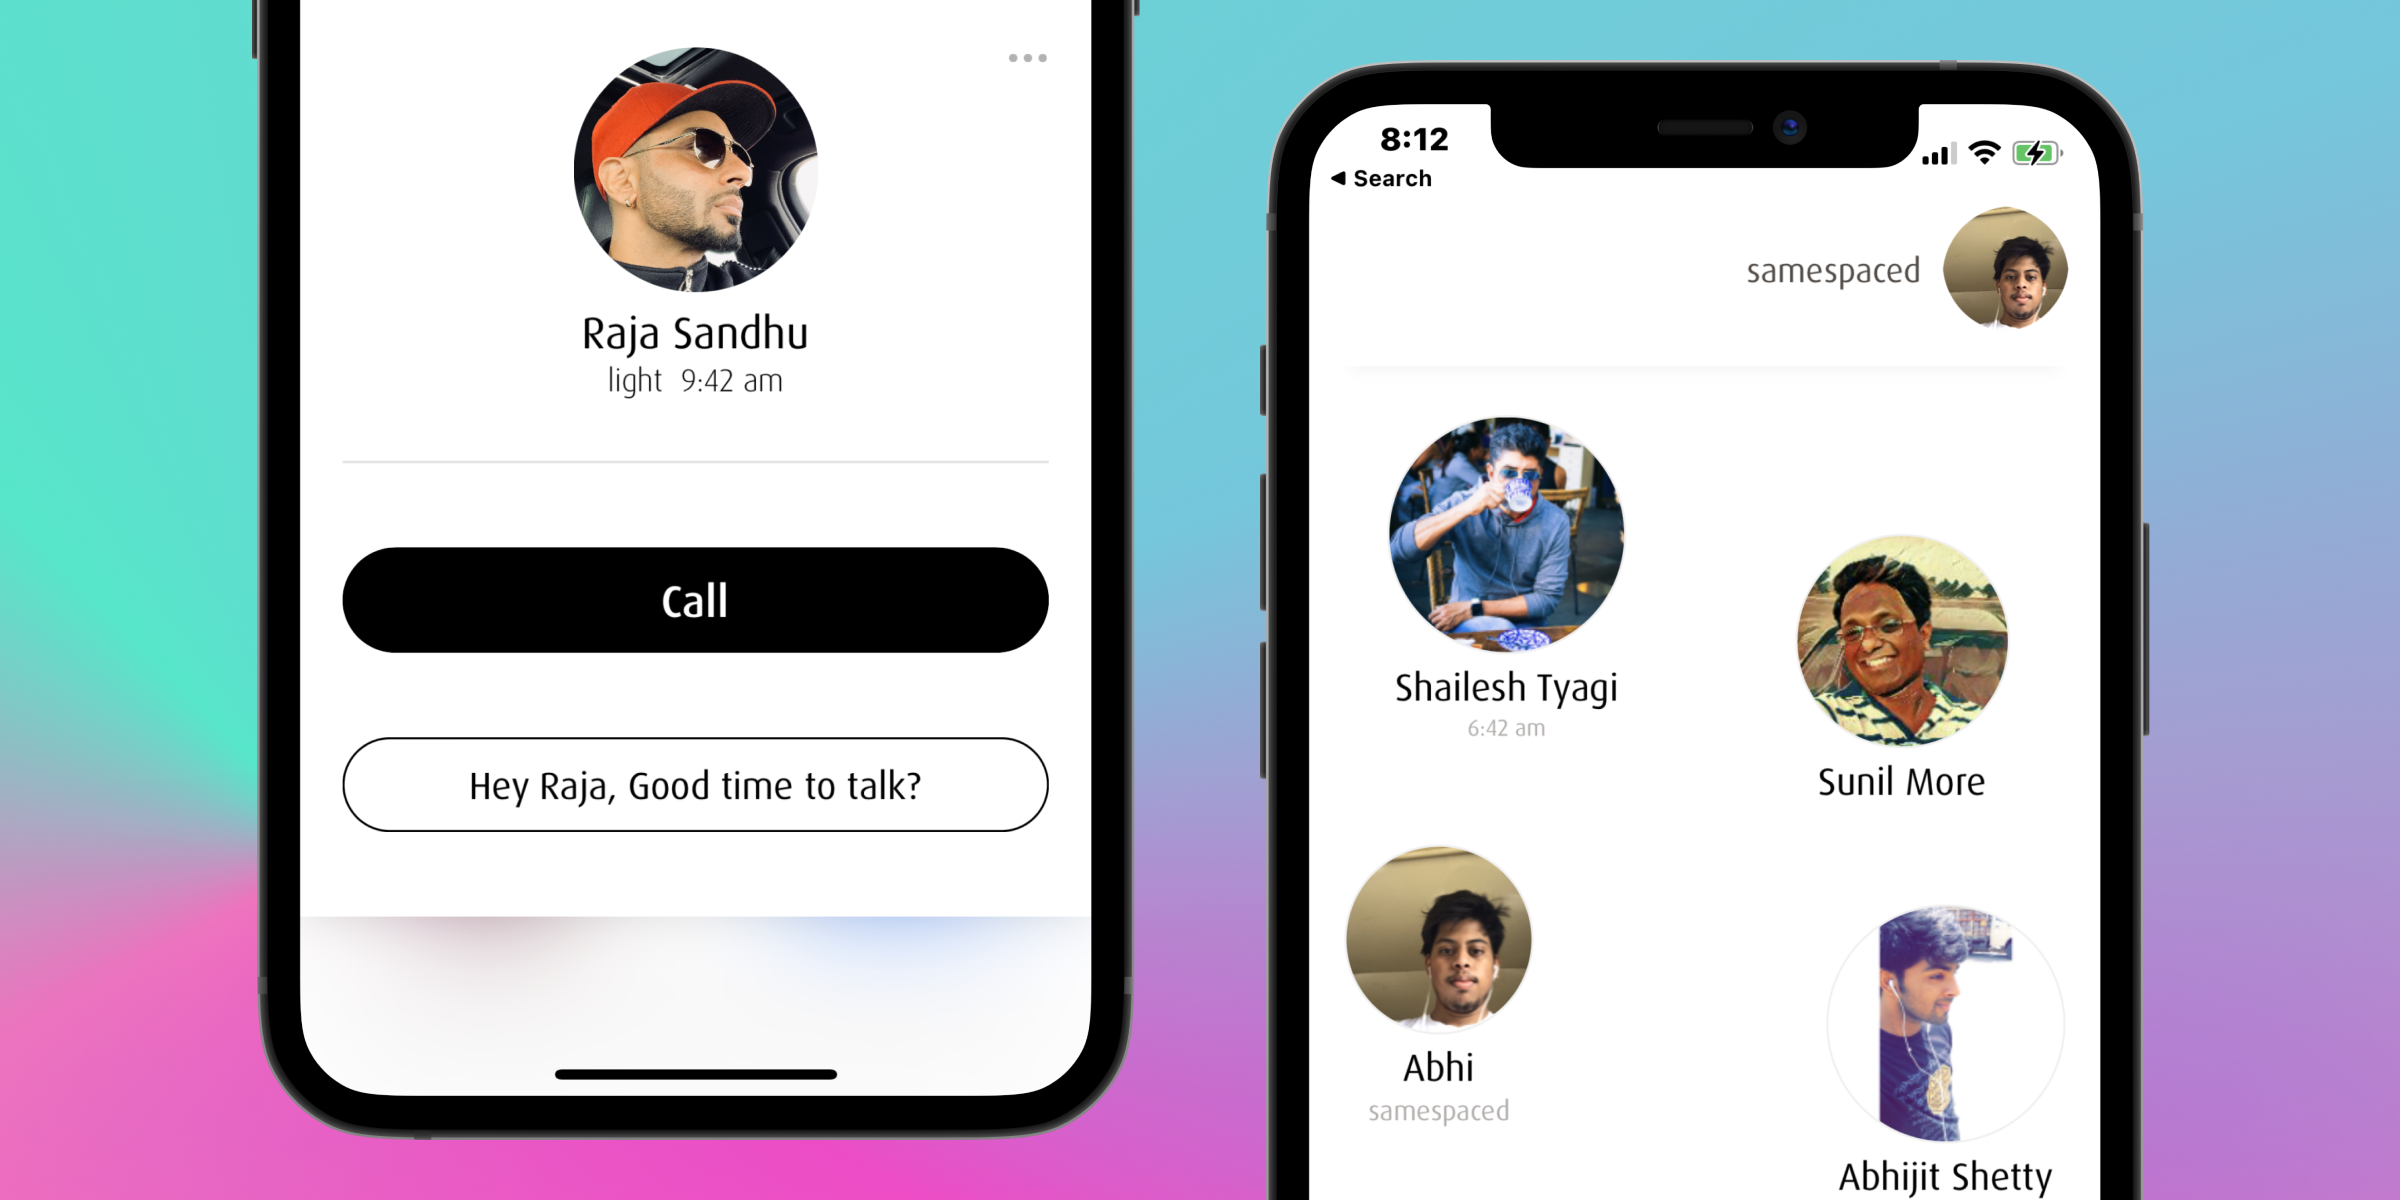 Raja Sandhu
light 9:42 am
Call
Hey Raja, Good time to talk?
8:12
Search
samespaced
Shailesh Tyagi
6:42 am
Sunil More
Abhi
samespaced
Abhijit Shetty